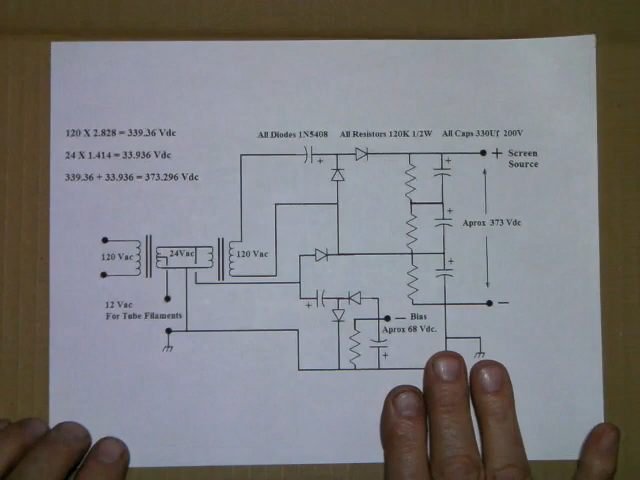 120 X 2.828 = 339.36 Vdc
24 X 1.414 = 33.936 Vdc
339.36 + 33.936 = 373.296 Vdc
All Diodes 1N5408 All Resistors 120K 1/2W All Caps 330Uf 200V
+ Screen
Source
Aprox 373 Vdc
120 Vac
24Vac
120 Vac
12 Vac
For Tube Filaments
— Bias
Aprox 68 Vdc.
—
+
+
+
+
+
+